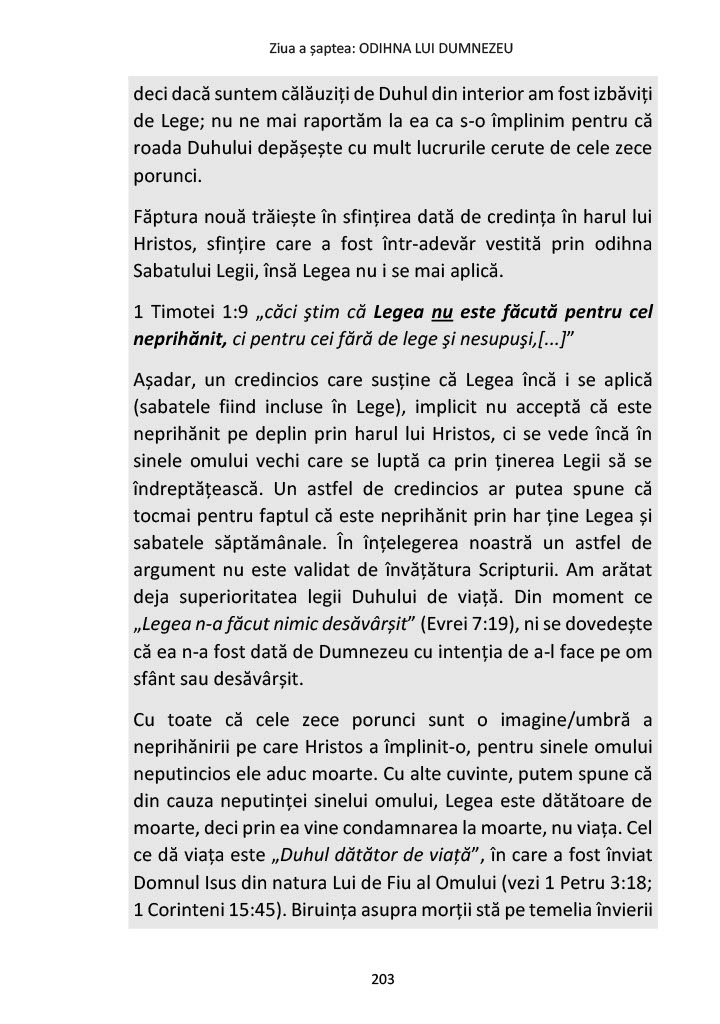 Ziua a șaptea: ODIHNA LUI DUMNEZEU
deci dacă suntem călăuziți de Duhul din interior am fost izbăviți
de Lege; nu ne mai raportăm la ea ca s-o împlinim pentru că
roada Duhului depășește cu mult lucrurile cerute de cele zece
porunci.
Făptura nouă trăiește în sfințirea dată de credința în harul lui
Hristos, sfințire care a fost într-adevăr vestită prin odihna
Sabatului Legii, însă Legea nu i se mai aplică.
1 Timotei 1:9 „căci ştim că Legea nu este făcută pentru cel
neprihănit, ci pentru cei fără de lege şi nesupuşi,[...]”
Așadar, un credincios care susține că Legea încă i se aplică
(sabatele fiind incluse în Lege), implicit nu acceptă că este
neprihănit pe deplin prin harul lui Hristos, ci se vede încă în
sinele omului vechi care se luptă ca prin ținerea Legii să se
îndreptățească. Un astfel de credincios ar putea spune că
tocmai pentru faptul că este neprihănit prin har ține Legea și
sabatele săptămânale. În înțelegerea noastră un astfel de
argument nu este validat de învățătura Scripturii. Am arătat
deja superioritatea legii Duhului de viață. Din moment ce
„Legea n-a făcut nimic desăvârșit” (Evrei 7:19), ni se dovedește
că ea n-a fost dată de Dumnezeu cu intenția de a-l face pe om
sfânt sau desăvârșit.
Cu toate că cele zece porunci sunt o imagine/umbră a
neprihănirii pe care Hristos a împlinit-o, pentru sinele omului
neputincios ele aduc moarte. Cu alte cuvinte, putem spune că
din cauza neputinței sinelui omului, Legea este dătătoare de
moarte, deci prin ea vine condamnarea la moarte, nu viața. Cel
ce dă viața este „Duhul dătător de viață”, în care a fost înviat
Domnul Isus din natura Lui de Fiu al Omului (vezi 1 Petru 3:18;
1 Corinteni 15:45). Biruința asupra morții stă pe temelia învierii
203